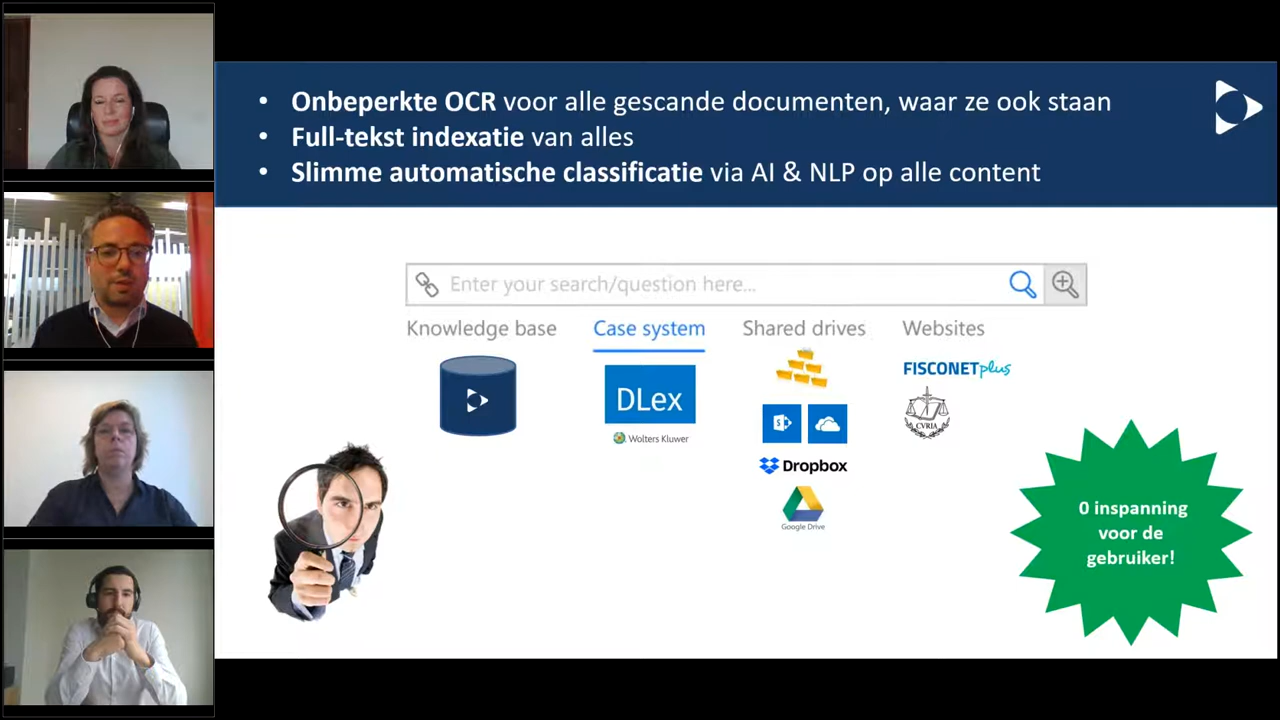 • Onbeperkte OCR voor alle gescande documenten, waar ze ook staan
• Full-tekst indexatie van alles
• Slimme automatische classificatie via AI & NLP op alle content
Enter your search/question here...
Knowledge base Case system Shared drives Websites
DLex
Wolters Kluwer
S
Dropbox
Google Drive
FISCONETplus
CVRIA
0 inspanning
voor de
gebruiker!